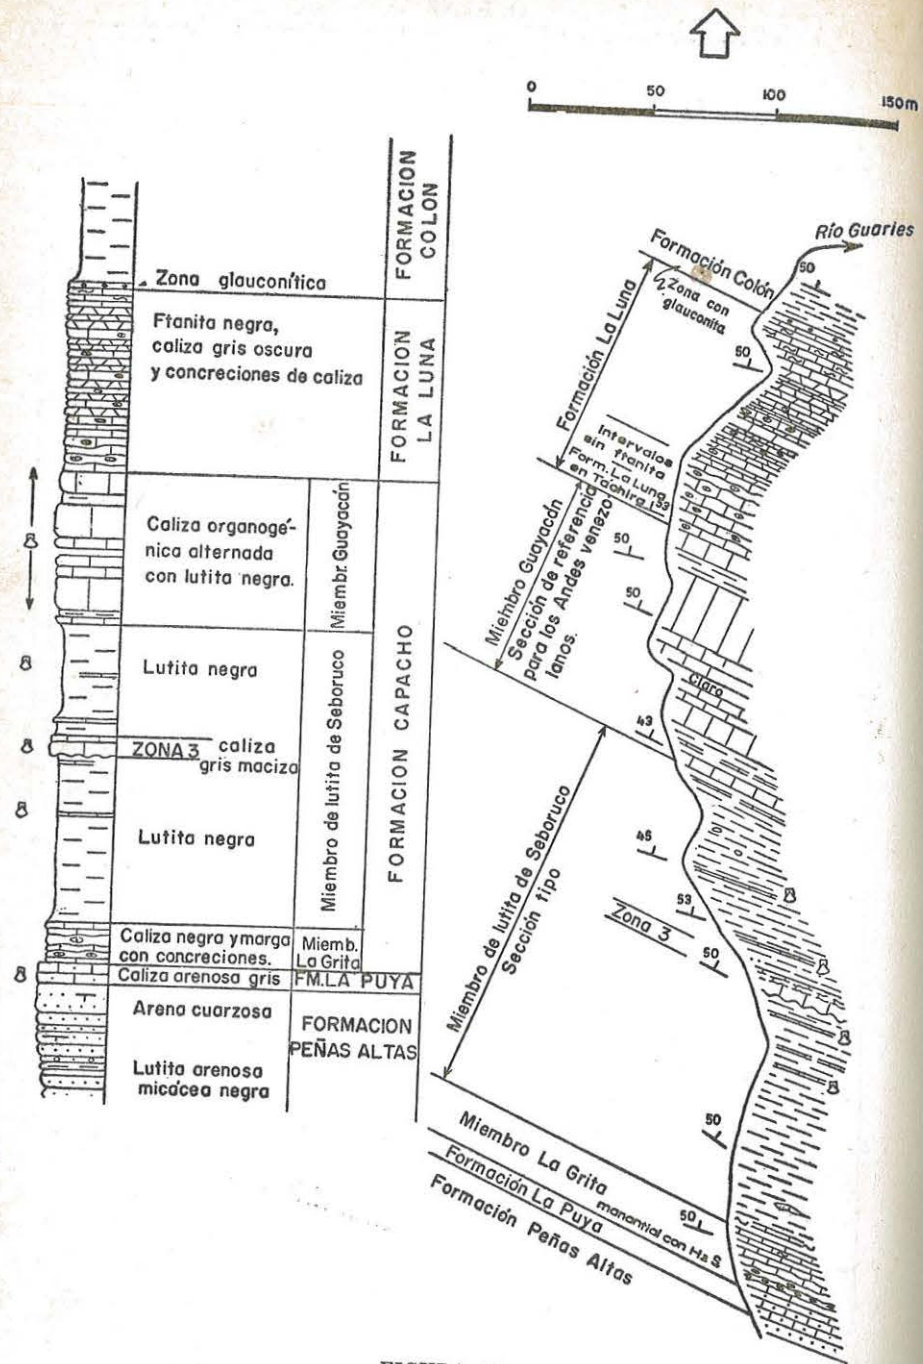 0 50 100 150m
FORMACION
COLON
Zona glauconítica
Ftanita negra,
caliza gris oscura
y concreciones de caliza
FORMACION
LA LUNA
Caliza organogé-
nica alternada
con lutita negra.
Miembr. Guayacán
Lutita negra
ZONA 3 caliza
gris maciza
Lutita negra
Miembro de lutita de Seboruco
FORMACION CAPACHO
Caliza negra y marga
con concreciones.
Miemb.
La Grita
Caliza arenosa gris
FM. LA PUYA
Arena cuarzosa
Lutita arenosa
micácea negra
FORMACION
PEÑAS ALTAS
Río Guaries
50
Formación Colón
Zona con
glauconita
Formación La Luna
50
Intervalos
sin ftanita
Form. La Luna
en Táchira
53
Miembro Guayacán
Sección de referencia
para los Andes venezo
lanos.
50
50
Claro
43
Miembro de lutita de Seboruco
Sección tipo
45
53
Zona 3
50
50
Miembro La Grita
50
manantial con H2S
Formación La Puya
Formación Peñas Altas